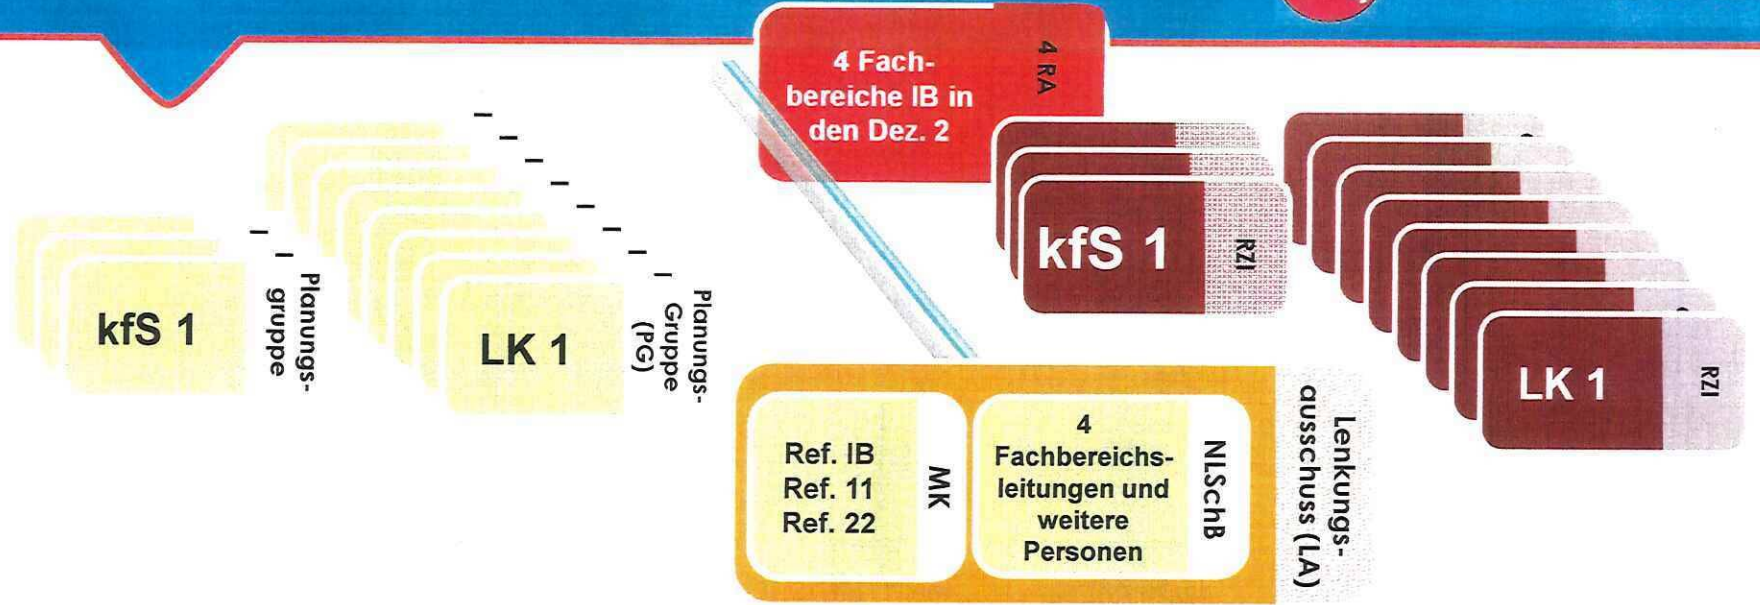 4 Fach-
bereiche IB in
den Dez. 2
4 RA
kfS 1
Planungs-
gruppe
LK 1
Planungs-
Gruppe
(PG)
kfS 1
RZI
LK 1
RZI
Ref. IB
Ref. 11
Ref. 22
MK
4
Fachbereichs-
leitungen und
weitere
Personen
NLSchB
Lenkungs-
ausschuss (LA)